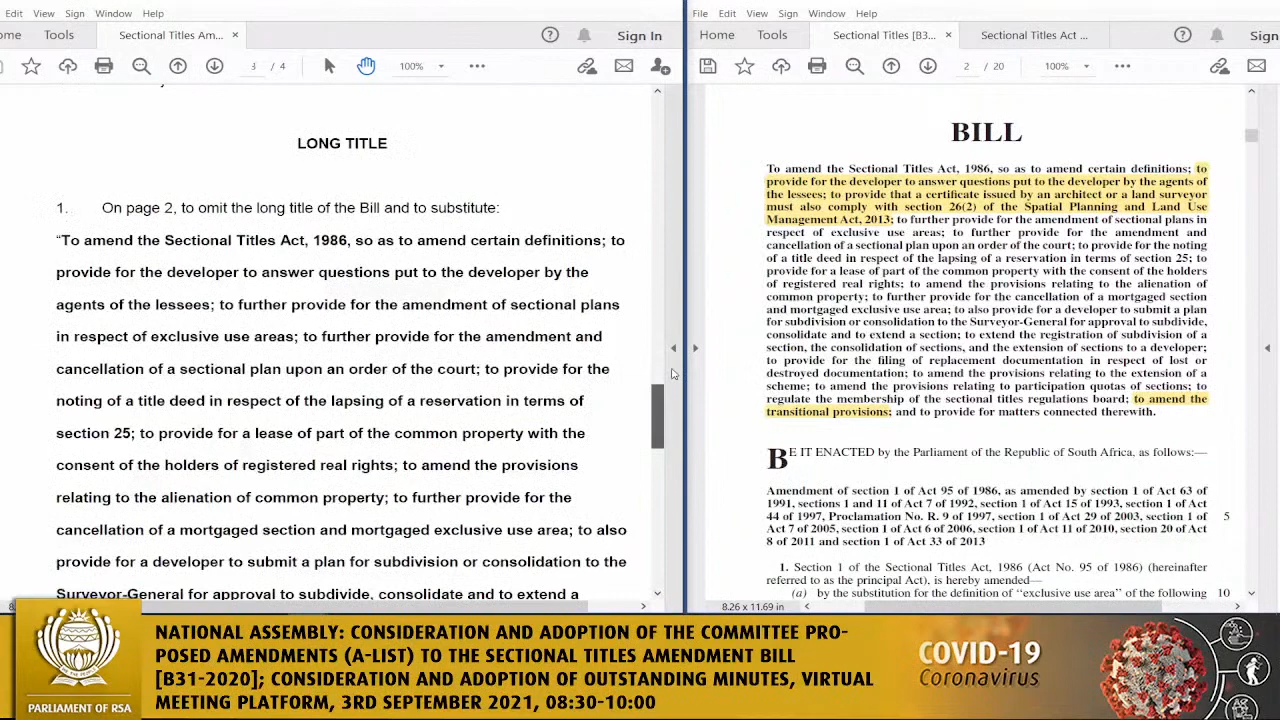 Edit View Sign Window Help
ome Tools Sectional Titles Am... × ? Sign In
3 / 4 100%
LONG TITLE
1. On page 2, to omit the long title of the Bill and to substitute:
“To amend the Sectional Titles Act, 1986, so as to amend certain definitions; to
provide for the developer to answer questions put to the developer by the
agents of the lessees; to further provide for the amendment of sectional plans
in respect of exclusive use areas; to further provide for the amendment and
cancellation of a sectional plan upon an order of the court; to provide for the
noting of a title deed in respect of the lapsing of a reservation in terms of
section 25; to provide for a lease of part of the common property with the
consent of the holders of registered real rights; to amend the provisions
relating to the alienation of common property; to further provide for the
cancellation of a mortgaged section and mortgaged exclusive use area; to also
provide for a developer to submit a plan for subdivision or consolidation to the
Surveyor-General for approval to subdivide, consolidate and to extend a
File Edit View Sign Window Help
Home Tools Sectional Titles [B3... × Sectional Titles Act ... ? Sign
2 / 20 100%
BILL
To amend the Sectional Titles Act, 1986, so as to amend certain definitions; to
provide for the developer to answer questions put to the developer by the agents of
the lessees; to provide that a certificate issued by an architect or a land surveyor
must also comply with section 26(2) of the Spatial Planning and Land Use
Management Act, 2013; to further provide for the amendment of sectional plans in
respect of exclusive use areas; to further provide for the amendment and
cancellation of a sectional plan upon an order of the court; to provide for the noting
of a title deed in respect of the lapsing of a reservation in terms of section 25; to
provide for a lease of part of the common property with the consent of the holders
of registered real rights; to amend the provisions relating to the alienation of
common property; to further provide for the cancellation of a mortgaged section
and mortgaged exclusive use area; to also provide for a developer to submit a plan
for subdivision or consolidation to the Surveyor-General for approval to subdivide,
consolidate and to extend a section; to extend the registration of subdivision of a
section, the consolidation of sections, and the extension of sections to a developer;
to provide for the filing of replacement documentation in respect of lost or
destroyed documentation; to amend the provisions relating to the extension of a
scheme; to amend the provisions relating to participation quotas of sections; to
regulate the membership of the sectional titles regulations board; to amend the
transitional provisions; and to provide for matters connected therewith.
BE IT ENACTED by the Parliament of the Republic of South Africa, as follows:—
Amendment of section 1 of Act 95 of 1986, as amended by section 1 of Act 63 of
1991, sections 1 and 11 of Act 7 of 1992, section 1 of Act 15 of 1993, section 1 of Act
44 of 1997, Proclamation No. R. 9 of 1997, section 1 of Act 29 of 2003, section 1 of 5
Act 7 of 2005, section 1 of Act 6 of 2006, section 1 of Act 11 of 2010, section 20 of Act
8 of 2011 and section 1 of Act 33 of 2013
1. Section 1 of the Sectional Titles Act, 1986 (Act No. 95 of 1986) (hereinafter
referred to as the principal Act), is hereby amended—
(a) by the substitution for the definition of “exclusive use area” of the following 10
8.26 x 11.69 in
PARLIAMENT OF RSA
NATIONAL ASSEMBLY: CONSIDERATION AND ADOPTION OF THE COMMITTEE PRO-
POSED AMENDMENTS (A-LIST) TO THE SECTIONAL TITLES AMENDMENT BILL
[B31-2020]; CONSIDERATION AND ADOPTION OF OUTSTANDING MINUTES, VIRTUAL
MEETING PLATFORM, 3RD SEPTEMBER 2021, 08:30-10:00
COVID-19
Coronavirus